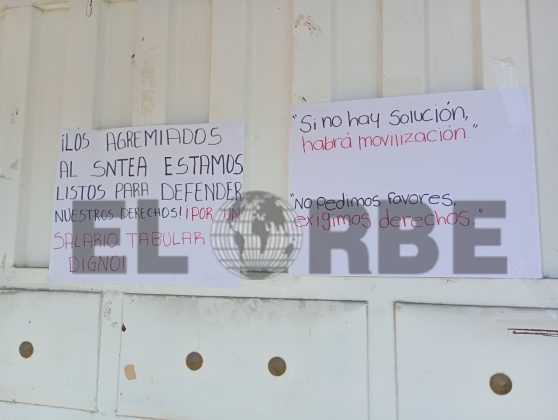 ¡LOS AGREMIADOS
AL SNTEA ESTAMOS
LISTOS PARA DEFENDER
NUESTROS DERECHOS! ¡POR UN
SALARIO TABULAR
DIGNO!
"Si no hay solución,
habrá movilización."
"No pedimos favores,
exigimos derechos."
EL ORBE